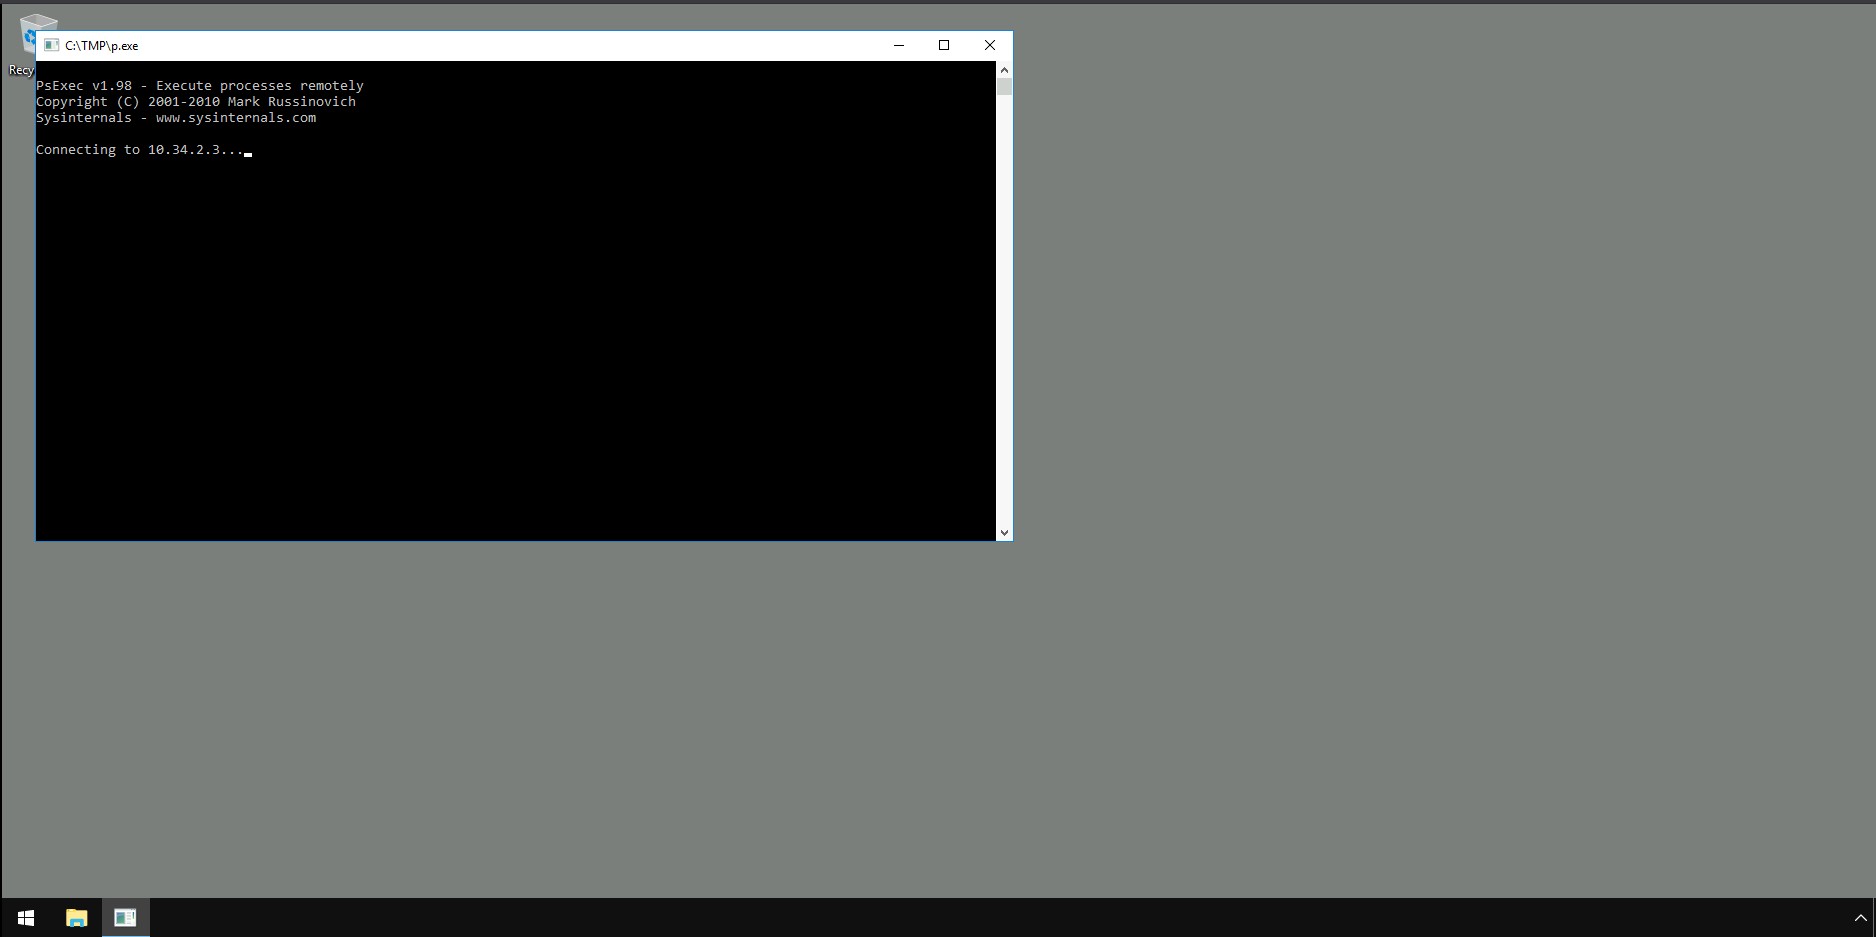 Recy
C:\TMP\p.exe
PsExec v1.98 - Execute processes remotely
Copyright (C) 2001-2010 Mark Russinovich
Sysinternals - www.sysinternals.com
Connecting to 10.34.2.3...